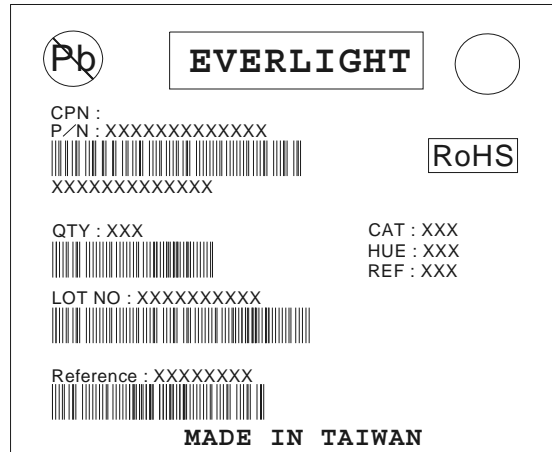 Pb
EVERLIGHT
CPN :
P/N : XXXXXXXXXXXXX
RoHS
XXXXXXXXXXXXX
QTY : XXX
CAT : XXX
HUE : XXX
REF : XXX
LOT NO : XXXXXXXXXX
Reference : XXXXXXXX
MADE IN TAIWAN